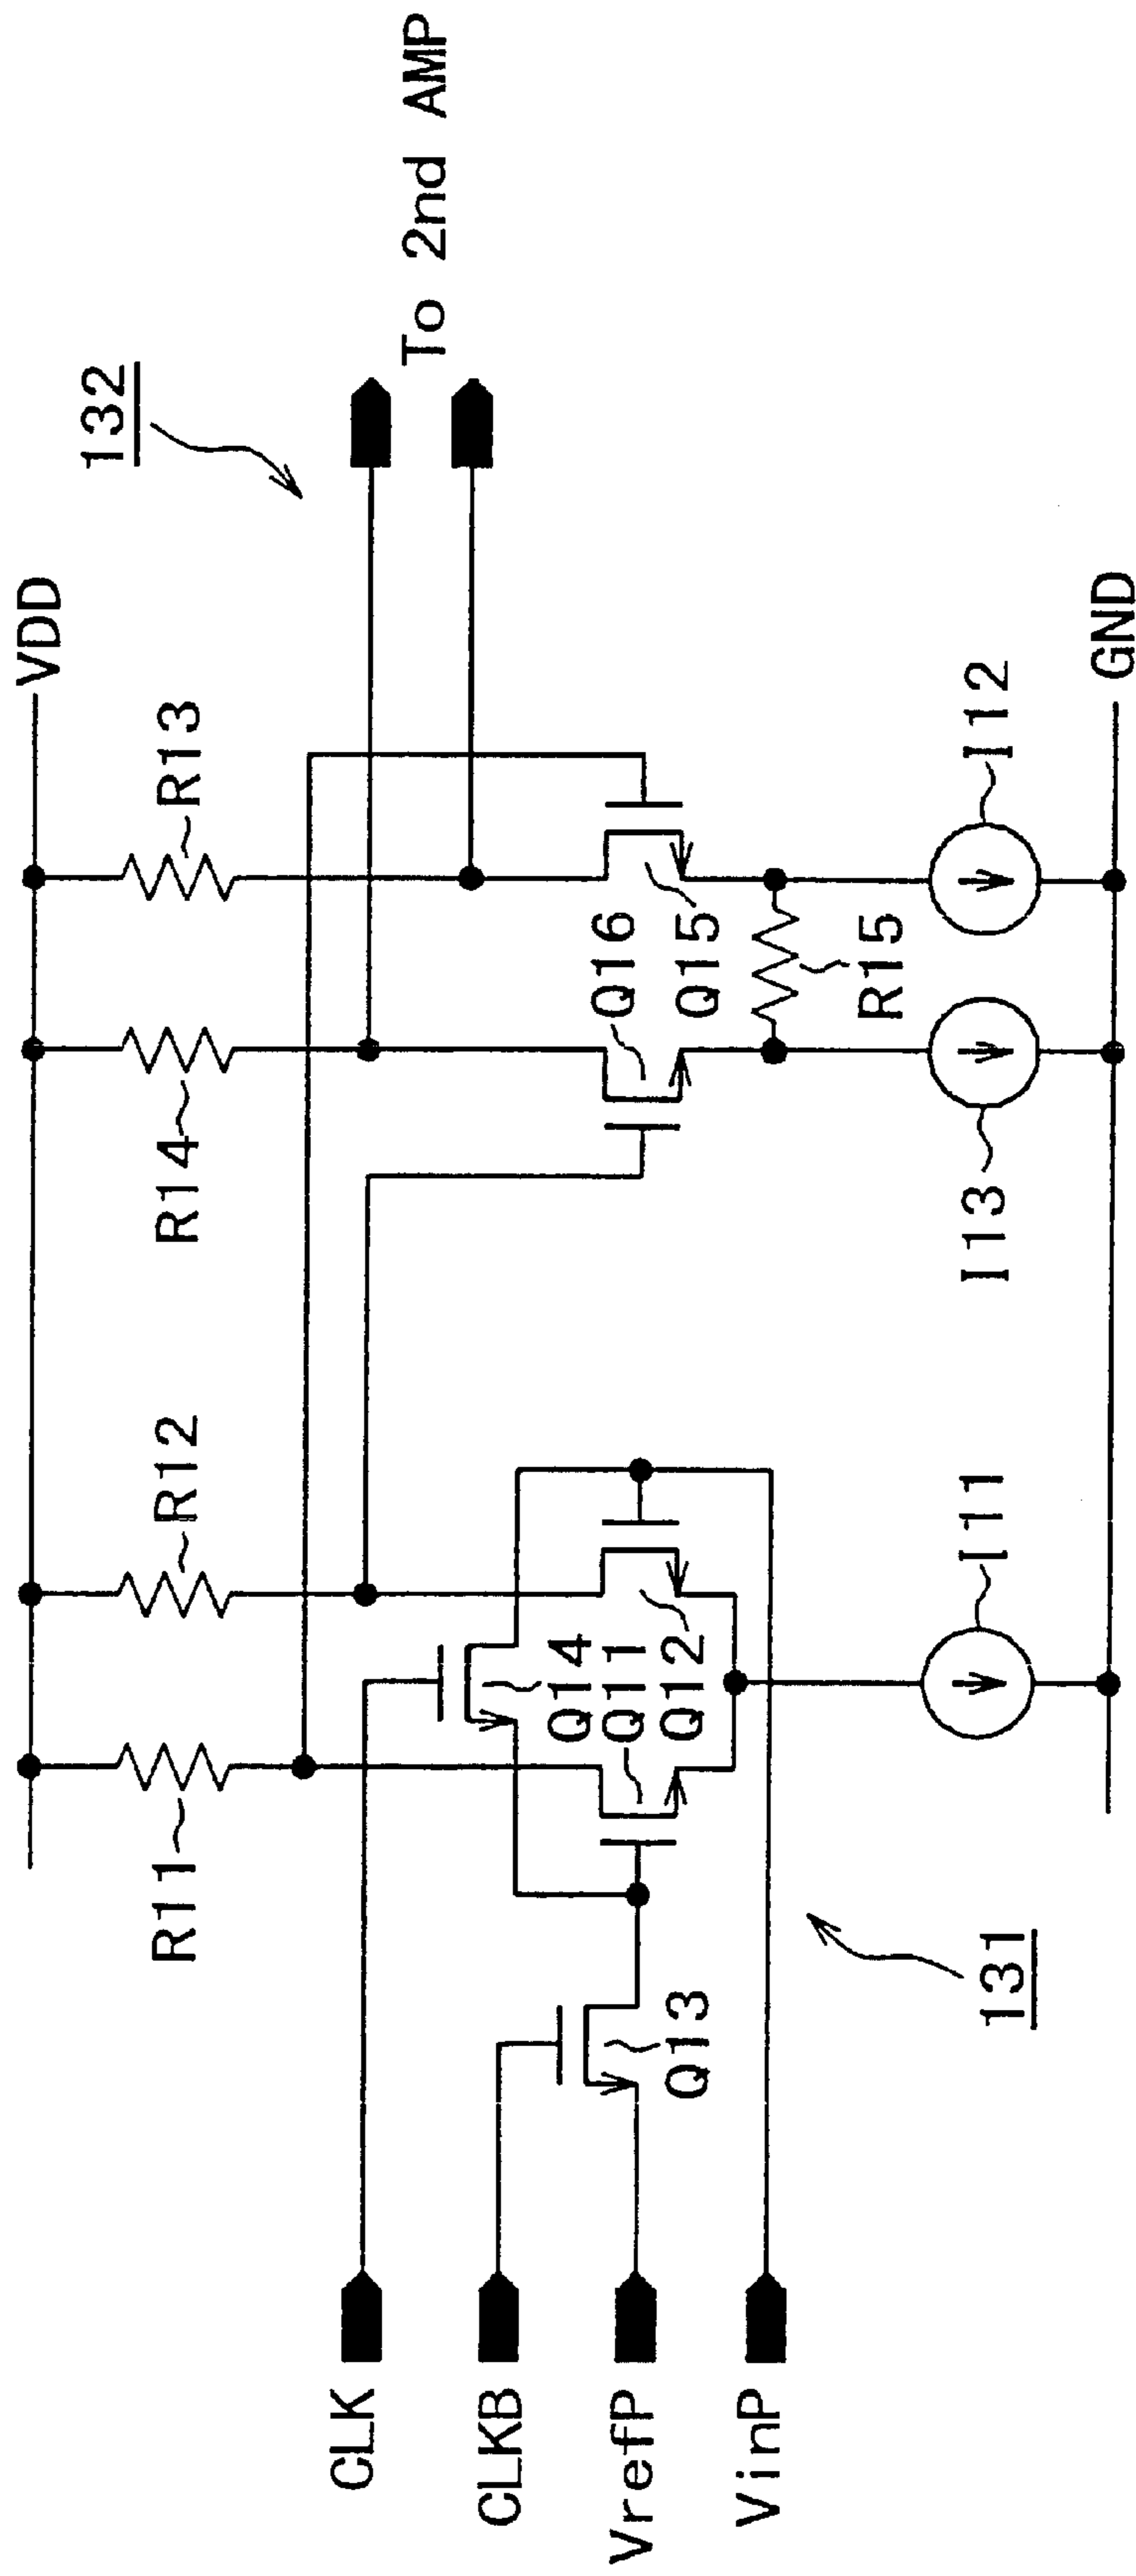 VDD
R11
R12
R14
R13
132
To 2nd AMP
CLK
CLKB
VrefP
VinP
Q13
Q14
Q11
Q12
Q16
Q15
R15
131
I11
I13
I12
GND